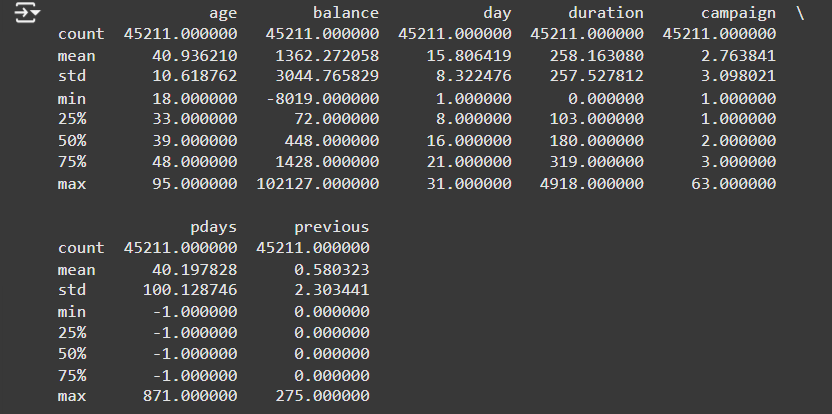 age balance day duration campaign \
count 45211.000000 45211.000000 45211.000000 45211.000000 45211.000000
mean 40.936210 1362.272058 15.806419 258.163080 2.763841
std 10.618762 3044.765829 8.322476 257.527812 3.098021
min 18.000000 -8019.000000 1.000000 0.000000 1.000000
25% 33.000000 72.000000 8.000000 103.000000 1.000000
50% 39.000000 448.000000 16.000000 180.000000 2.000000
75% 48.000000 1428.000000 21.000000 319.000000 3.000000
max 95.000000 102127.000000 31.000000 4918.000000 63.000000
pdays previous
count 45211.000000 45211.000000
mean 40.197828 0.580323
std 100.128746 2.303441
min -1.000000 0.000000
25% -1.000000 0.000000
50% -1.000000 0.000000
75% -1.000000 0.000000
max 871.000000 275.000000